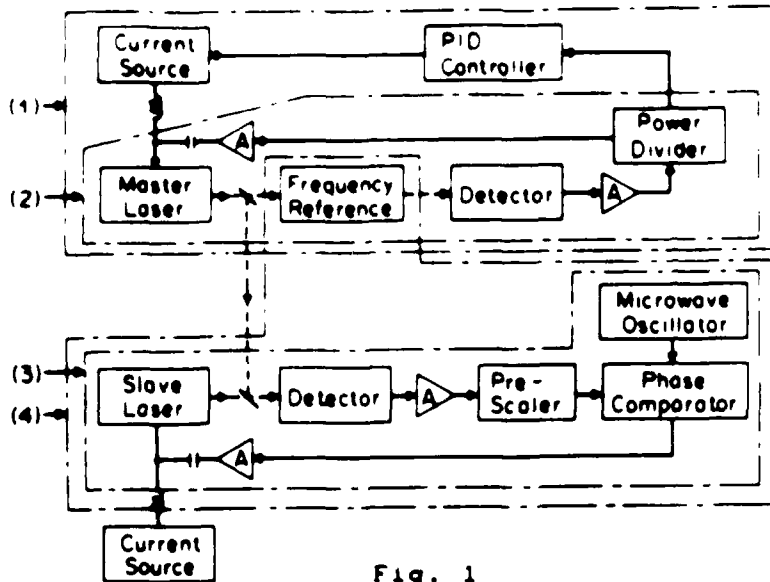 Current
Source
PID
Controller
(1)
A
Power
Divider
(2)
Master
Laser
Frequency
Reference
Detector
A
Microwave
Oscillator
(3)
(4)
Slave
Laser
Detector
A
Pre-
Scaler
Phase
Comparator
A
Current
Source
Fig. 1